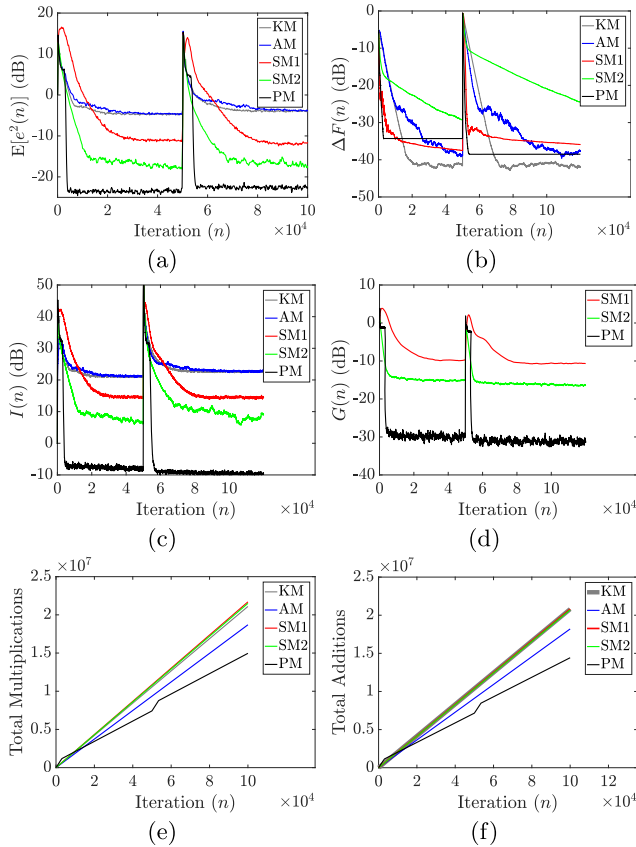 20
10
0
-10
-20
E[e²(n)] (dB)
KM
AM
SM1
SM2
PM
0 2 4 6 8 10
Iteration (n) ×10⁴
(a)
0
-10
-20
-30
-40
-50
ΔF(n) (dB)
KM
AM
SM1
SM2
PM
0 2 4 6 8 10
Iteration (n) ×10⁴
(b)
50
40
30
20
10
0
-10
I(n) (dB)
KM
AM
SM1
SM2
PM
0 2 4 6 8 10
Iteration (n) ×10⁴
(c)
10
0
-10
-20
-30
-40
G(n) (dB)
SM1
SM2
PM
0 2 4 6 8 10
Iteration (n) ×10⁴
(d)
×10⁷
2.5
2
1.5
1
0.5
0
Total Multiplications
KM
AM
SM1
SM2
PM
0 2 4 6 8 10
Iteration (n) ×10⁴
(e)
×10⁷
2.5
2
1.5
1
0.5
0
Total Additions
KM
AM
SM1
SM2
PM
0 2 4 6 8 10
Iteration (n) ×10⁴
(f)